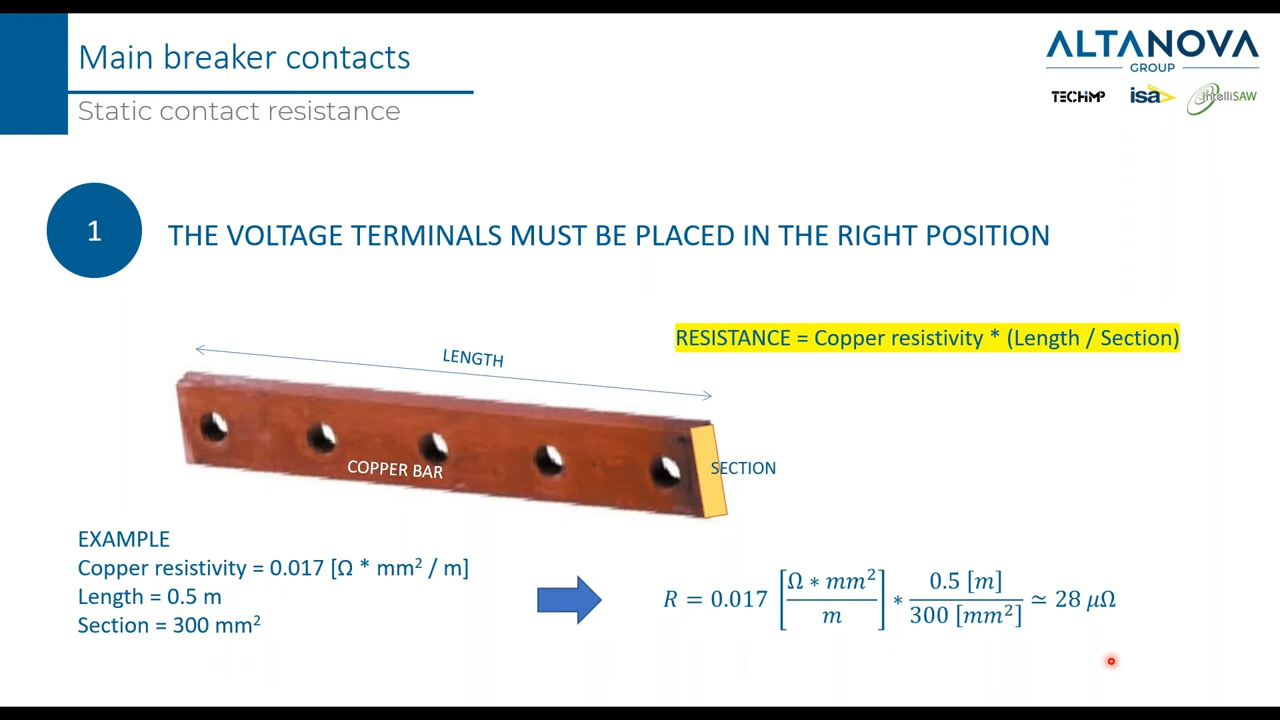 Main breaker contacts
Static contact resistance
ALTANOVA
GROUP
TECHIMP
isa
intelliSAW
1
THE VOLTAGE TERMINALS MUST BE PLACED IN THE RIGHT POSITION
RESISTANCE = Copper resistivity * (Length / Section)
LENGTH
COPPER BAR
SECTION
EXAMPLE
Copper resistivity = 0.017 [Ω * mm² / m]
Length = 0.5 m
Section = 300 mm²
R = 0.017 [Ω ∗ mm² / m] ∗ 0.5 [m] / 300 [mm²] ≃ 28 μΩ